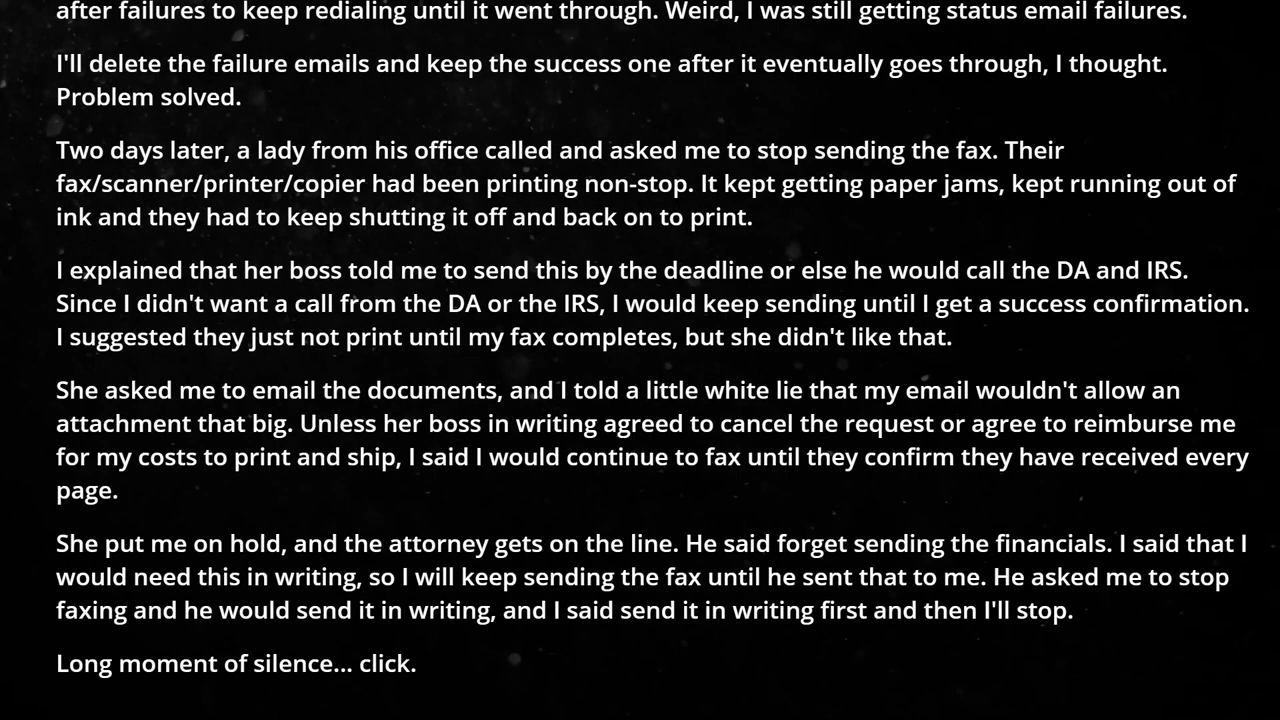 after failures to keep redialing until it went through. Weird, I was still getting status email failures.
I'll delete the failure emails and keep the success one after it eventually goes through, I thought.
Problem solved.
Two days later, a lady from his office called and asked me to stop sending the fax. Their
fax/scanner/printer/copier had been printing non-stop. It kept getting paper jams, kept running out of
ink and they had to keep shutting it off and back on to print.
I explained that her boss told me to send this by the deadline or else he would call the DA and IRS.
Since I didn't want a call from the DA or the IRS, I would keep sending until I get a success confirmation.
I suggested they just not print until my fax completes, but she didn't like that.
She asked me to email the documents, and I told a little white lie that my email wouldn't allow an
attachment that big. Unless her boss in writing agreed to cancel the request or agree to reimburse me
for my costs to print and ship, I said I would continue to fax until they confirm they have received every
page.
She put me on hold, and the attorney gets on the line. He said forget sending the financials. I said that I
would need this in writing, so I will keep sending the fax until he sent that to me. He asked me to stop
faxing and he would send it in writing, and I said send it in writing first and then I'll stop.
Long moment of silence... click.